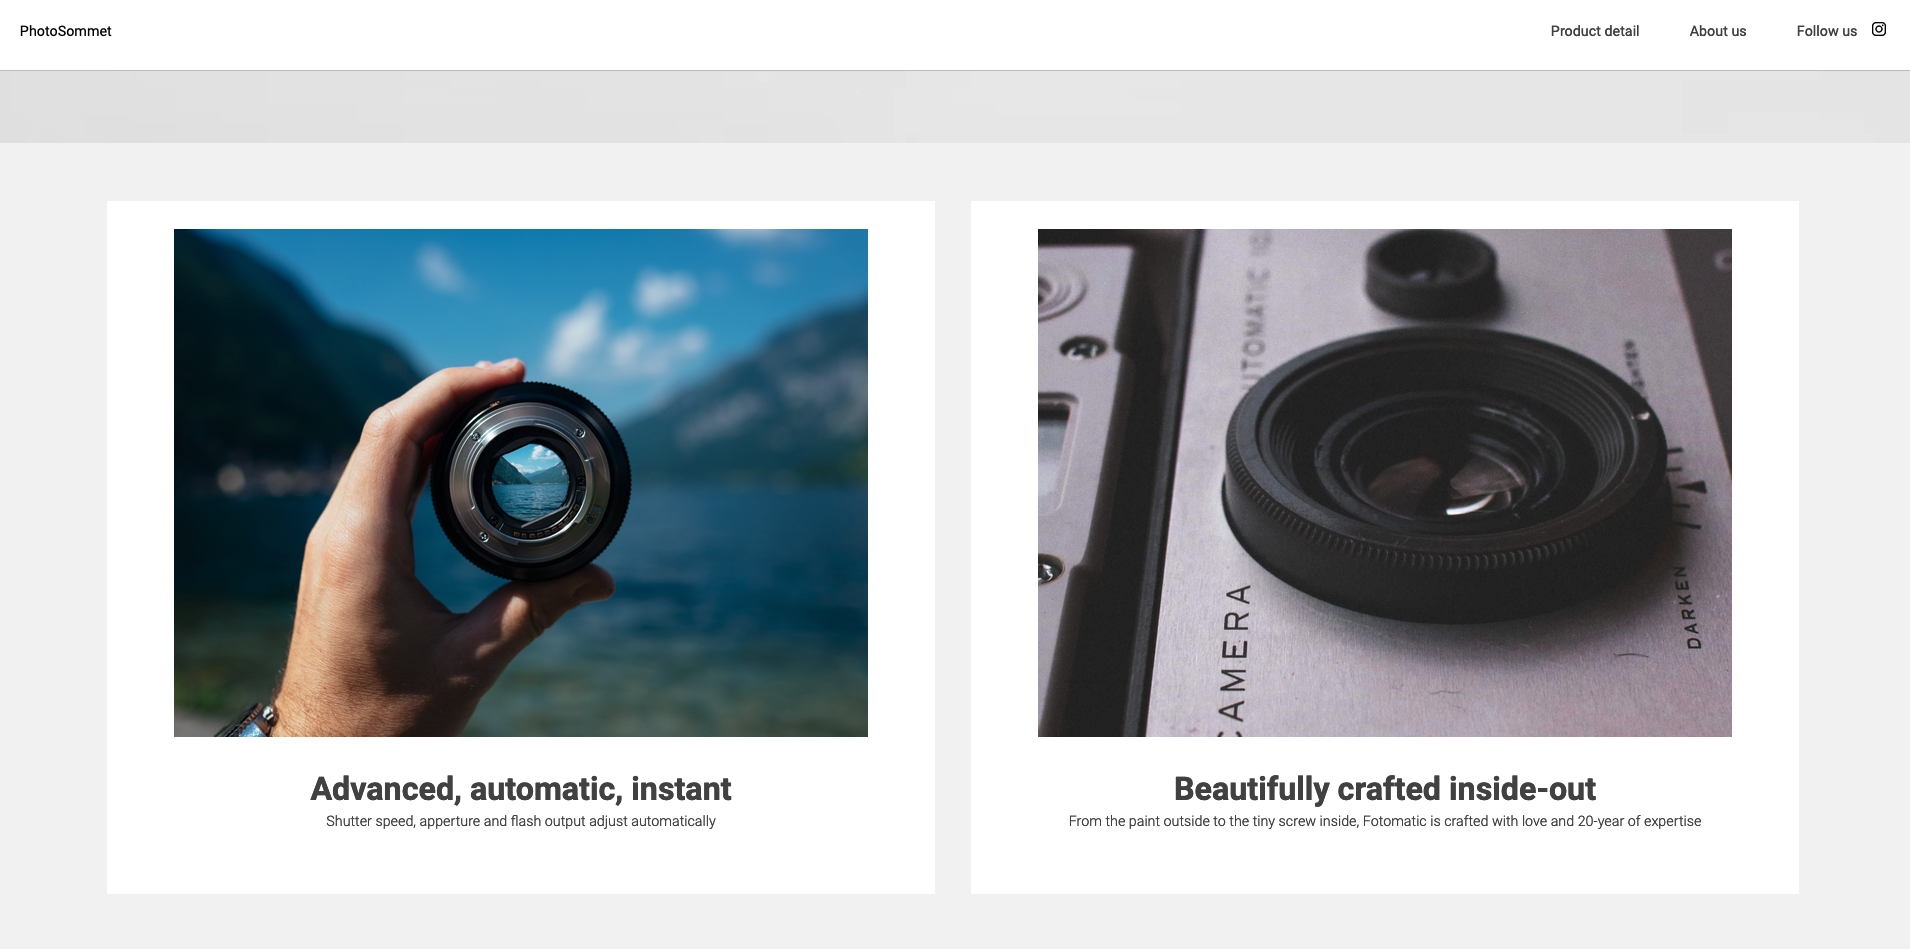 PhotoSommet
Product detail
About us
Follow us
CAMERA
DARKEN
Advanced, automatic, instant
Shutter speed, apperture and flash output adjust automatically
Beautifully crafted inside-out
From the paint outside to the tiny screw inside, Fotomatic is crafted with love and 20-year of expertise